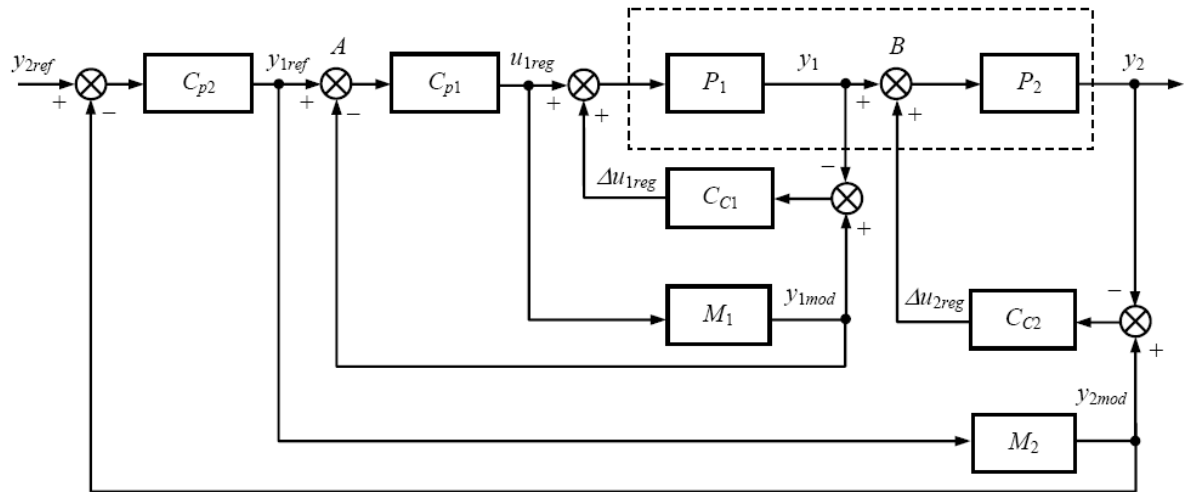 A B
y2ref y1ref u1reg y1 y2
Cp2 Cp1 P1 P2
+ − + − + + + +
−
Δu1reg CC1
+
−
y1mod Δu2reg
M1 CC2
+
y2mod
M2